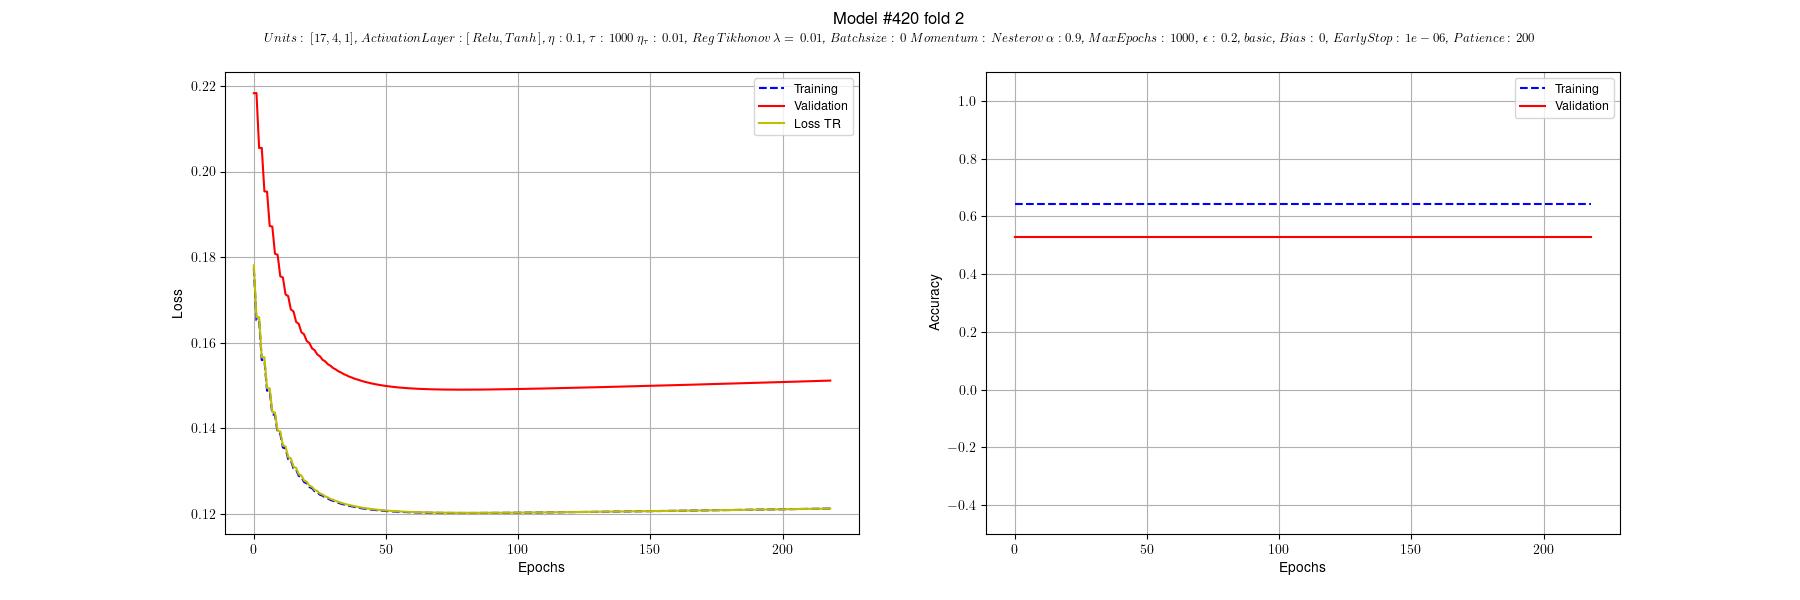 Model #420 fold 2
Units : [17, 4, 1], ActivationLayer : [ Relu, Tanh ], η : 0.1, τ : 1000 η_τ : 0.01, Reg Tikhonov λ = 0.01, Batchsize : 0 Momentum : Nesterov α : 0.9, MaxEpochs : 1000, ϵ : 0.2, basic, Bias : 0, EarlyStop : 1e − 06, Patience : 200
Training
Validation
Loss TR
0.22
0.20
0.18
0.16
0.14
0.12
Loss
0
50
100
150
200
Epochs
Training
Validation
1.0
0.8
0.6
0.4
0.2
0.0
−0.2
−0.4
Accuracy
0
50
100
150
200
Epochs